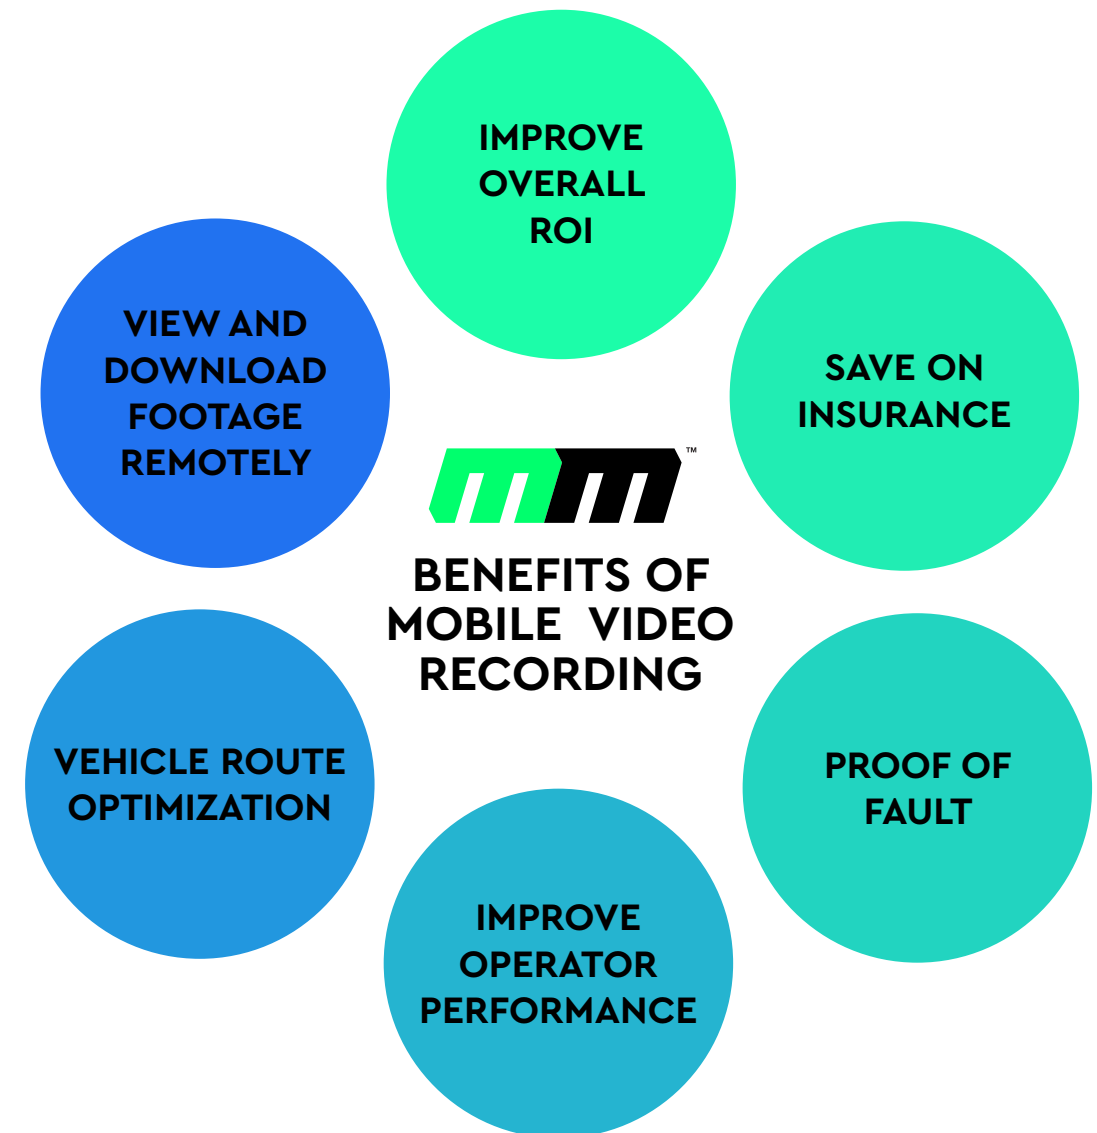 IMPROVE
OVERALL
ROI
VIEW AND
DOWNLOAD
FOOTAGE
REMOTELY
SAVE ON
INSURANCE
mm™
BENEFITS OF
MOBILE VIDEO
RECORDING
VEHICLE ROUTE
OPTIMIZATION
PROOF OF
FAULT
IMPROVE
OPERATOR
PERFORMANCE